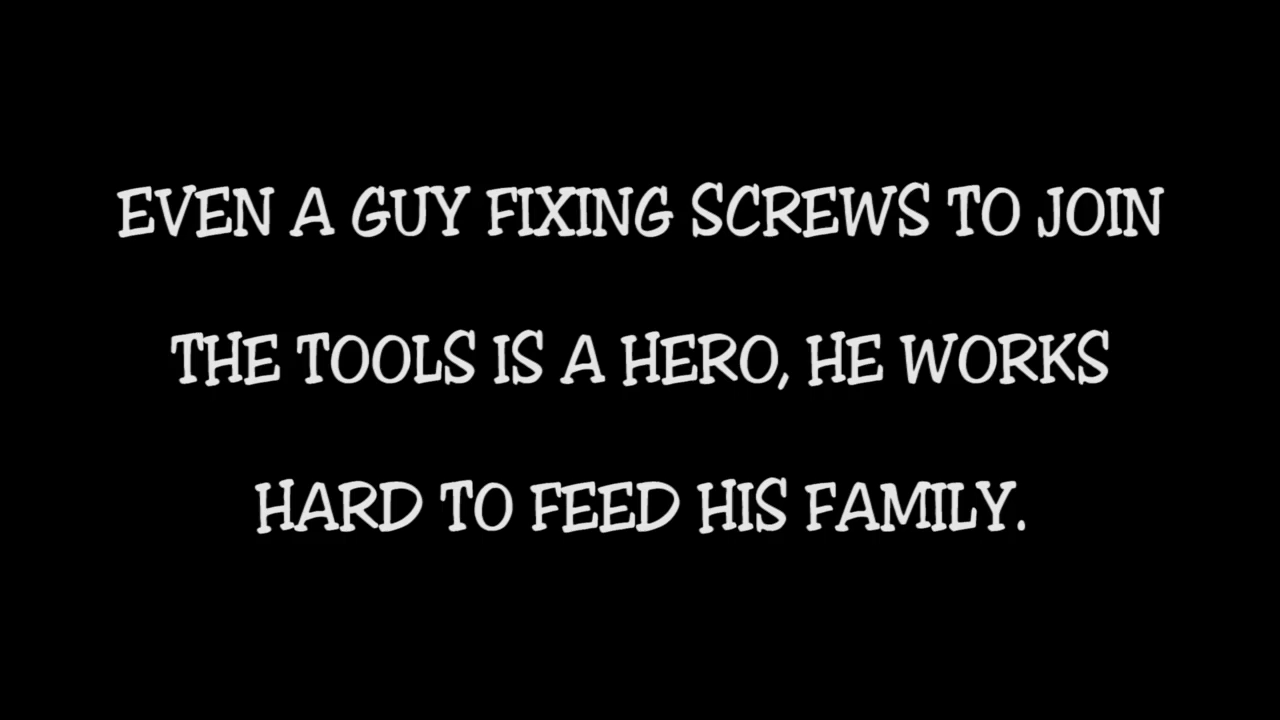 EVEN A GUY FIXING SCREWS TO JOIN
THE TOOLS IS A HERO, HE WORKS
HARD TO FEED HIS FAMILY.